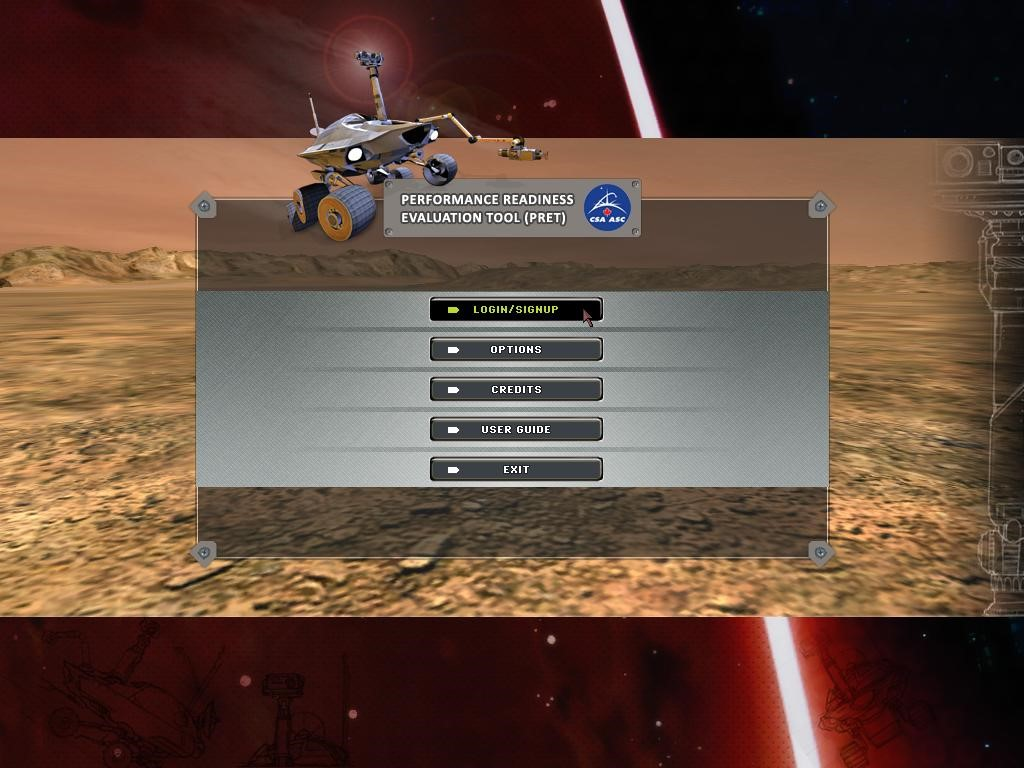 PERFORMANCE READINESS
EVALUATION TOOL (PRET)
CSA ASC
LOGIN/SIGNUP
OPTIONS
CREDITS
USER GUIDE
EXIT